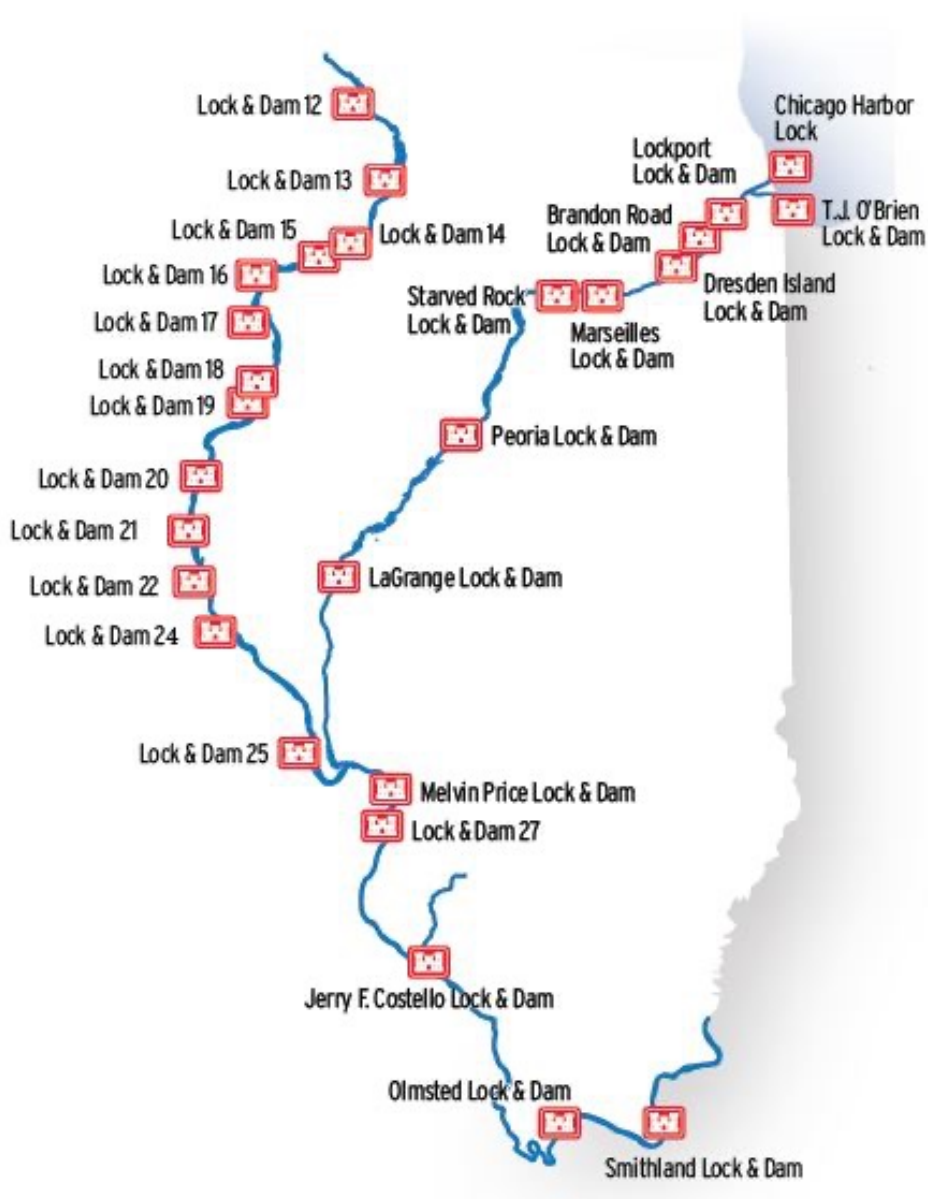 Lock & Dam 12
Chicago Harbor
Lock
Lockport
Lock & Dam
Lock & Dam 13
Brandon Road
Lock & Dam
T.J. O'Brien
Lock & Dam
Lock & Dam 15
Lock & Dam 14
Lock & Dam 16
Dresden Island
Lock & Dam
Starved Rock
Lock & Dam
Lock & Dam 17
Marseilles
Lock & Dam
Lock & Dam 18
Lock & Dam 19
Peoria Lock & Dam
Lock & Dam 20
Lock & Dam 21
LaGrange Lock & Dam
Lock & Dam 22
Lock & Dam 24
Lock & Dam 25
Melvin Price Lock & Dam
Lock & Dam 27
Jerry F. Costello Lock & Dam
Olmsted Lock & Dam
Smithland Lock & Dam